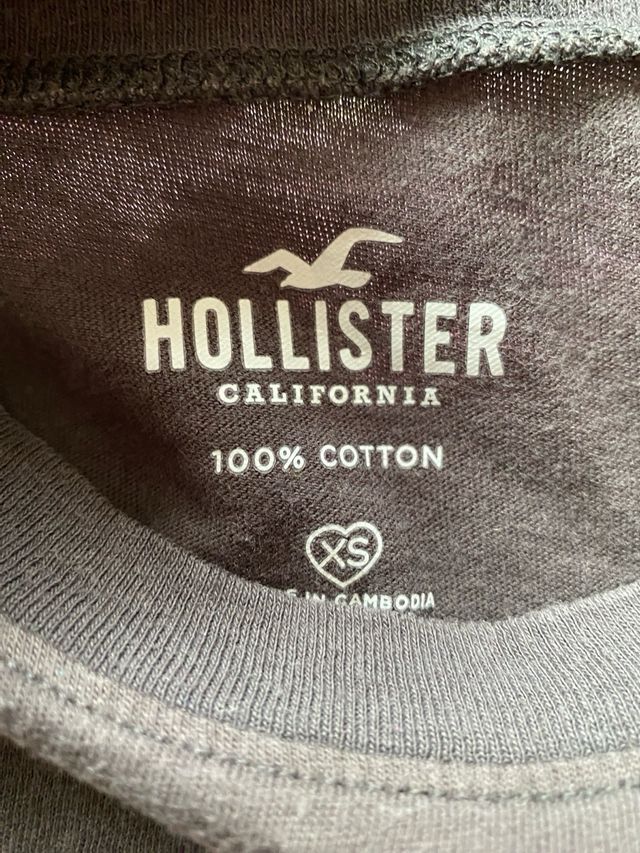 HOLLISTER
CALIFORNIA
100% COTTON
XS
IN CAMBODIA